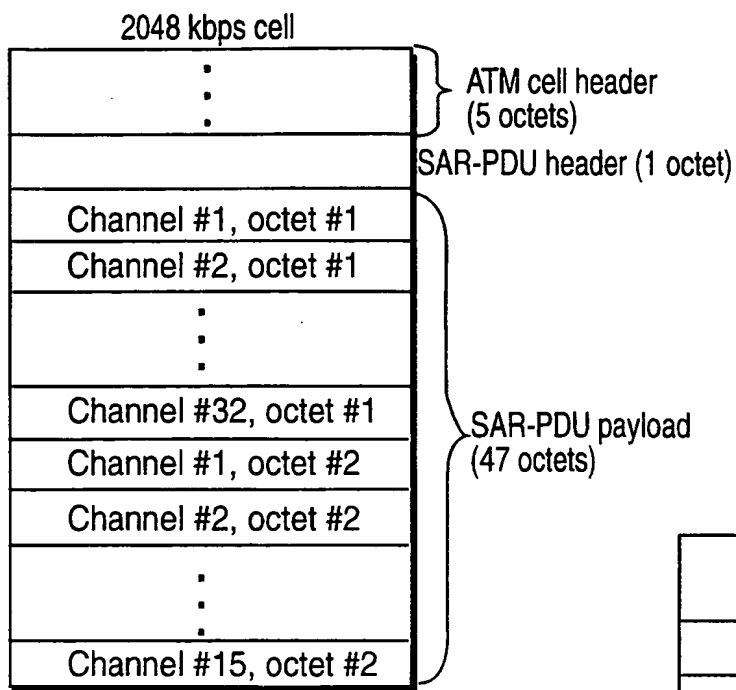 2048 kbps cell
ATM cell header
(5 octets)
SAR-PDU header (1 octet)
Channel #1, octet #1
Channel #2, octet #1
Channel #32, octet #1
Channel #1, octet #2
Channel #2, octet #2
Channel #15, octet #2
SAR-PDU payload
(47 octets)